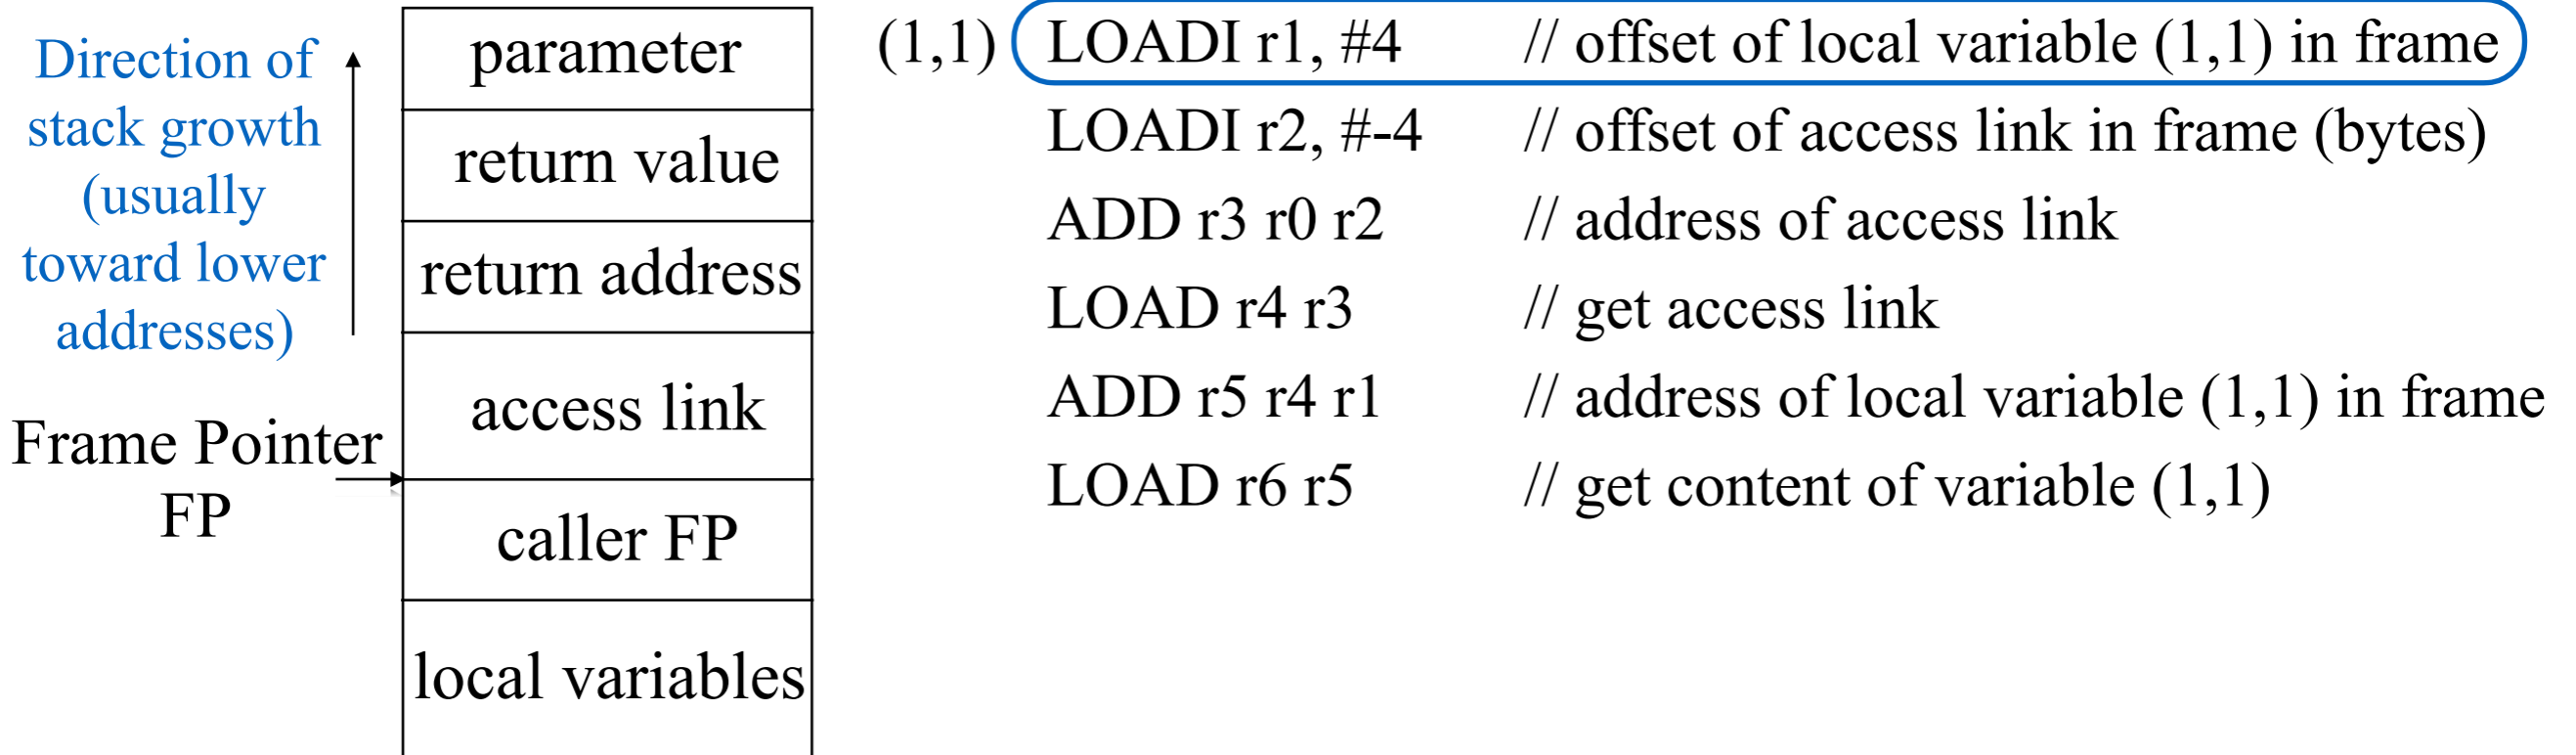 Direction of
stack growth
(usually
toward lower
addresses)
Frame Pointer
FP
parameter
return value
return address
access link
caller FP
local variables
(1,1) LOADI r1, #4 // offset of local variable (1,1) in frame
LOADI r2, #-4 // offset of access link in frame (bytes)
ADD r3 r0 r2 // address of access link
LOAD r4 r3 // get access link
ADD r5 r4 r1 // address of local variable (1,1) in frame
LOAD r6 r5 // get content of variable (1,1)